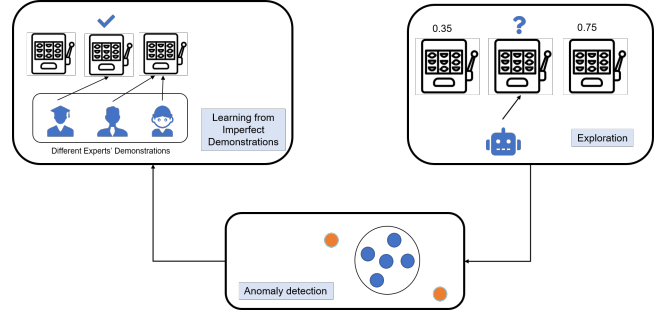 Different Experts' Demonstrations
Learning from
Imperfect
Demonstrations
0.35
?
0.75
Exploration
Anomaly detection